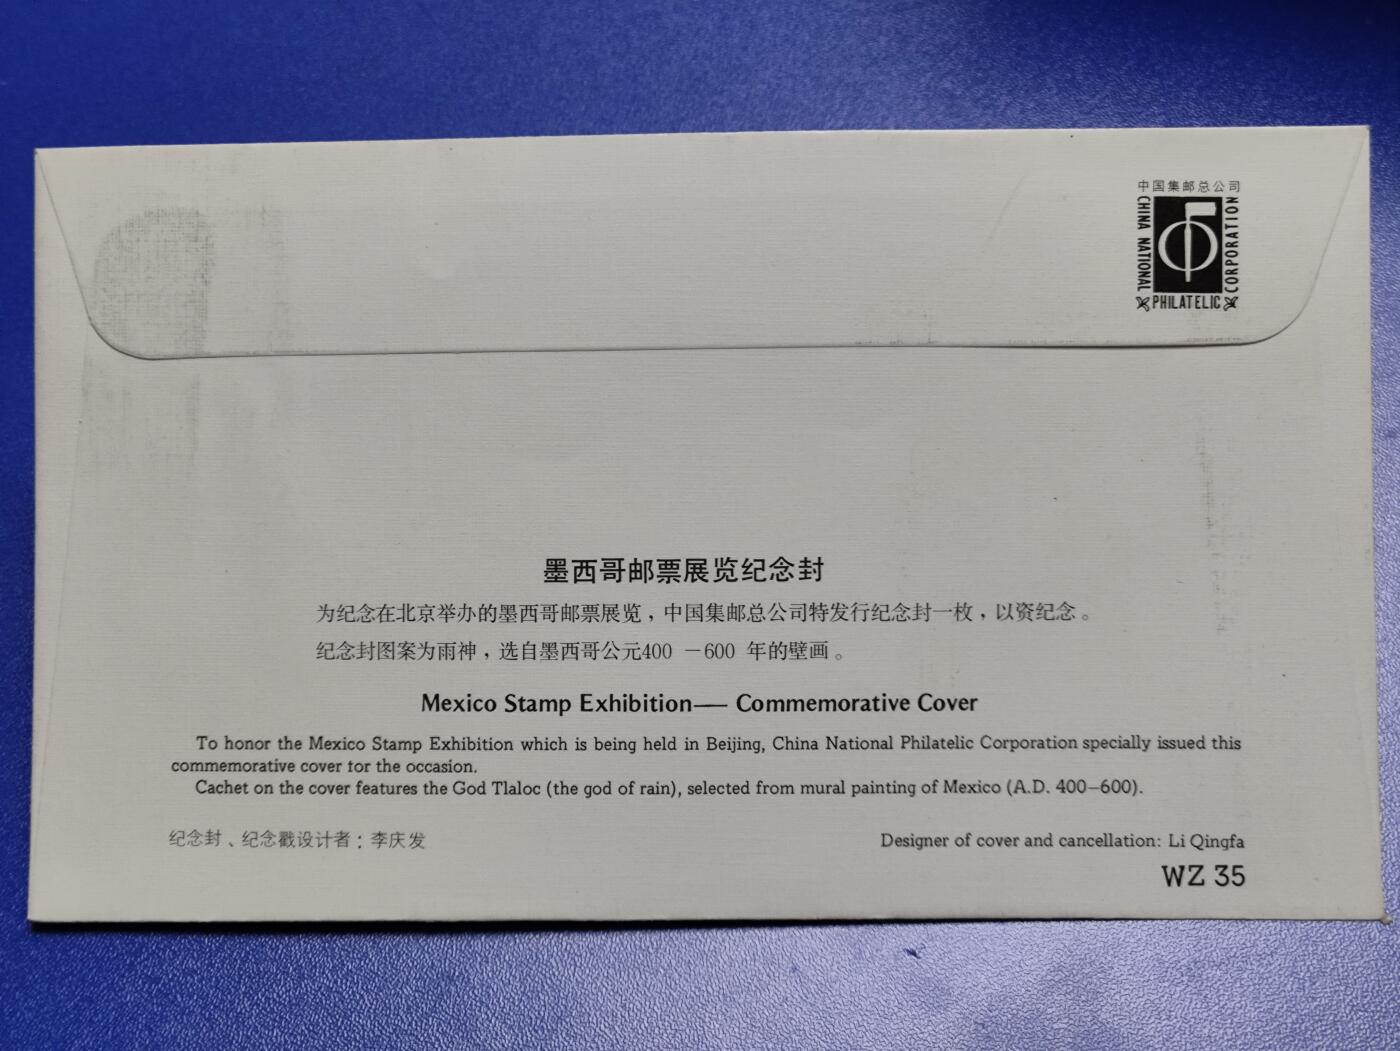 中国集邮总公司
CHINA NATIONAL
PHILATELIC
CORPORATION
墨西哥邮票展览纪念封
为纪念在北京举办的墨西哥邮票展览，中国集邮总公司特发行纪念封一枚，以资纪念。
纪念封图案为雨神，选自墨西哥公元400 —600 年的壁画。
Mexico Stamp Exhibition— Commemorative Cover
To honor the Mexico Stamp Exhibition which is being held in Beijing, China National Philatelic Corporation specially issued this
commemorative cover for the occasion.
Cachet on the cover features the God Tlaloc (the god of rain), selected from mural painting of Mexico (A.D. 400—600).
纪念封、纪念戳设计者：李庆发
Designer of cover and cancellation: Li Qingfa
WZ 35